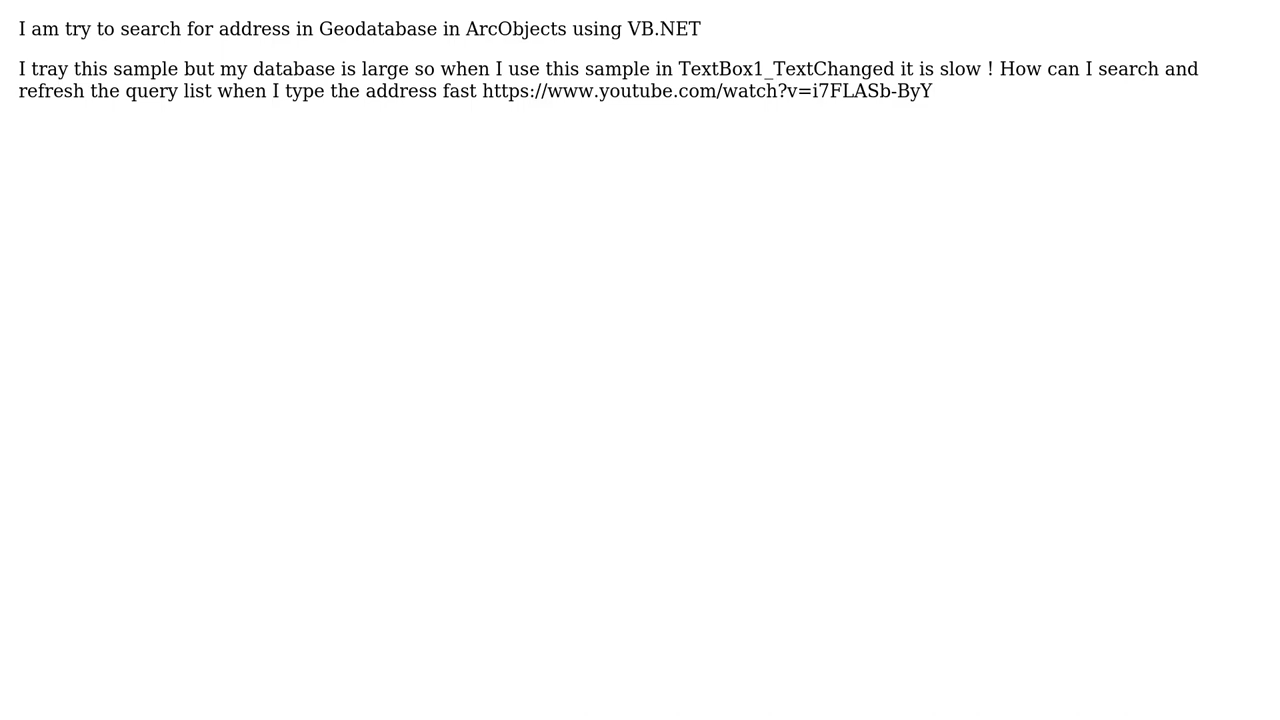 I am try to search for address in Geodatabase in ArcObjects using VB.NET
I tray this sample but my database is large so when I use this sample in TextBox1_TextChanged it is slow ! How can I search and
refresh the query list when I type the address fast https://www.youtube.com/watch?v=i7FLASb-ByY